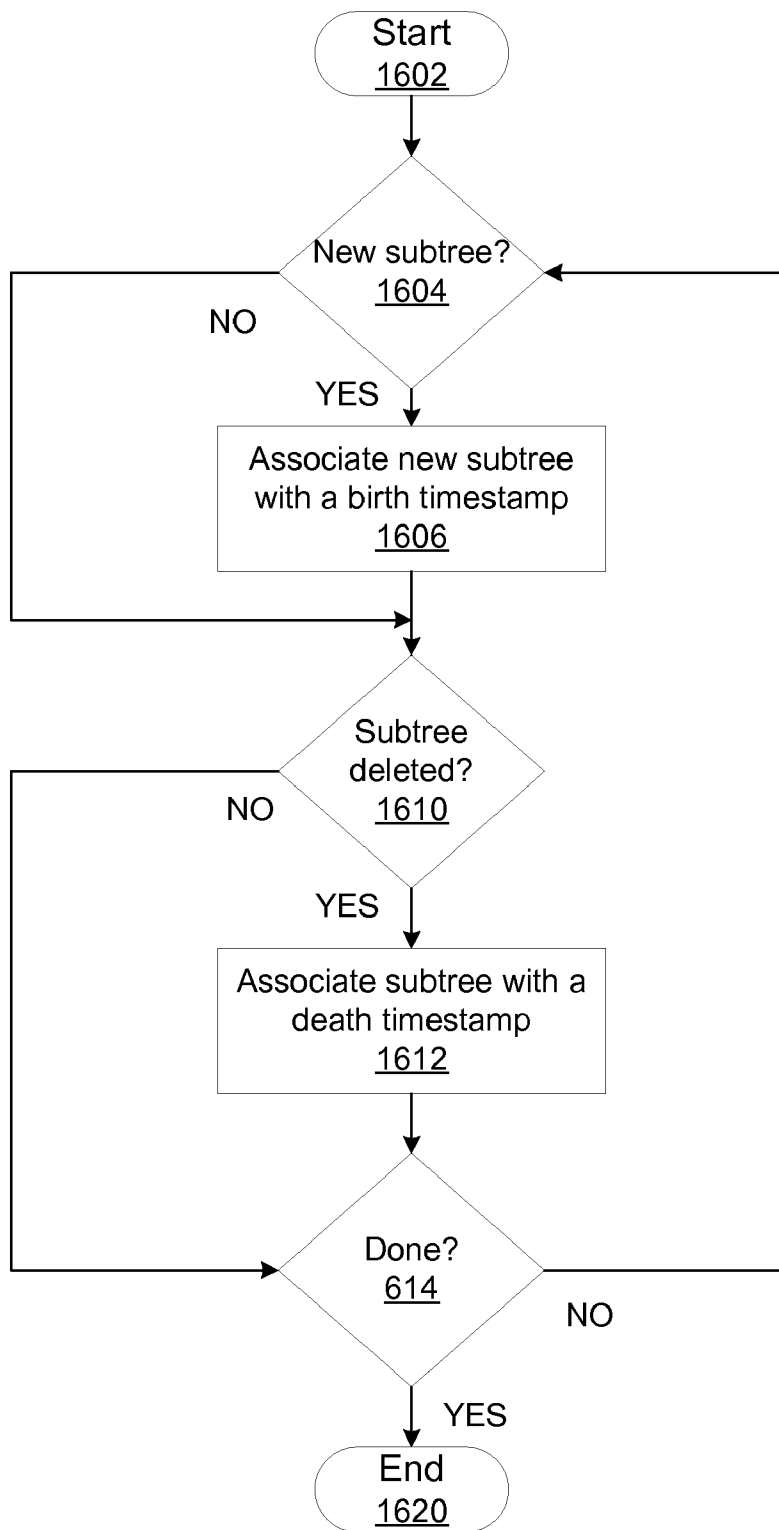 Start
1602
New subtree?
1604
NO
YES
Associate new subtree
with a birth timestamp
1606
Subtree
deleted?
1610
NO
YES
Associate subtree with a
death timestamp
1612
Done?
614
NO
YES
End
1620